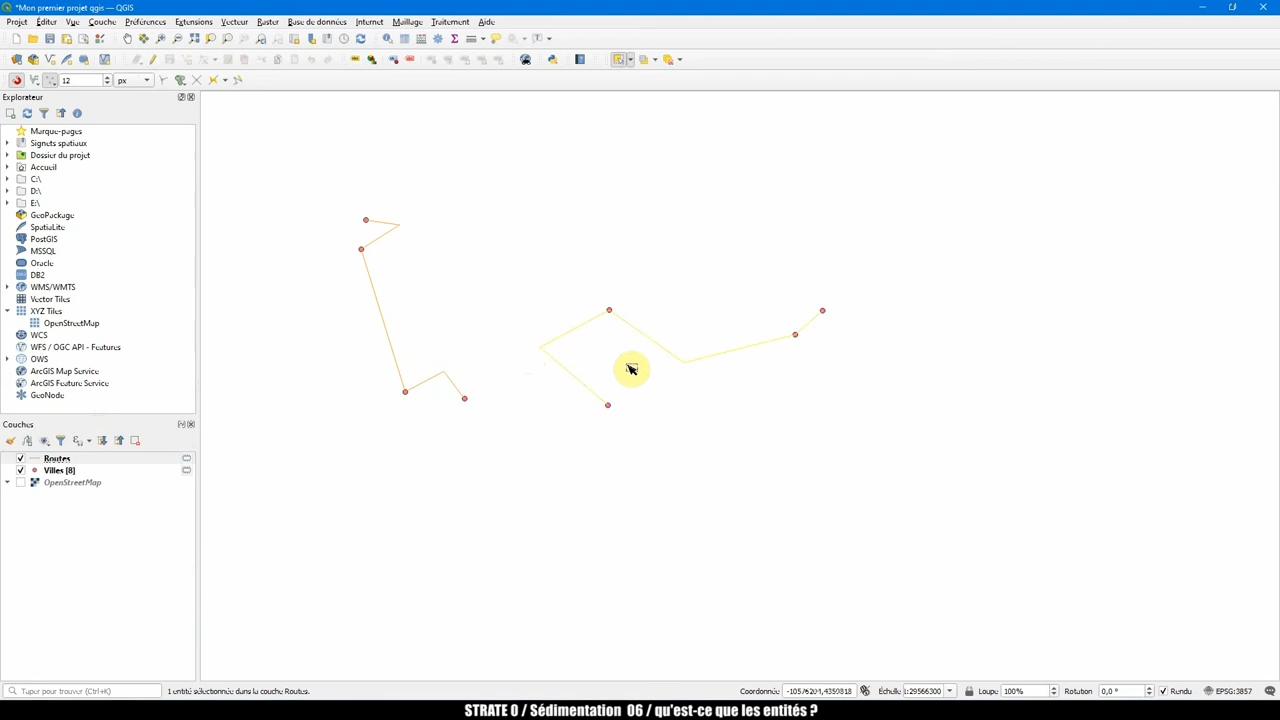 *Mon premier projet qgis — QGIS
Projet Éditer Vue Couche Préférences Extensions Vecteur Raster Base de données Internet Maillage Traitement Aide
12 px
Explorateur
Marque-pages
Signets spatiaux
Dossier du projet
Accueil
C:\
D:\
E:\
GeoPackage
SpatiaLite
PostGIS
MSSQL
Oracle
DB2
WMS/WMTS
Vector Tiles
XYZ Tiles
OpenStreetMap
WCS
WFS / OGC API - Features
OWS
ArcGIS Map Service
ArcGIS Feature Service
GeoNode
Couches
Routes
Villes [8]
OpenStreetMap
Taper pour trouver (Ctrl+K) 1 entité sélectionnée dans la couche Routes. Coordonnée -10576204,4359818 Échelle 1:29566300 Loupe 100% Rotation 0,0 ° Rendu EPSG:3857
STRATE 0 / Sédimentation 06 / qu'est-ce que les entités ?